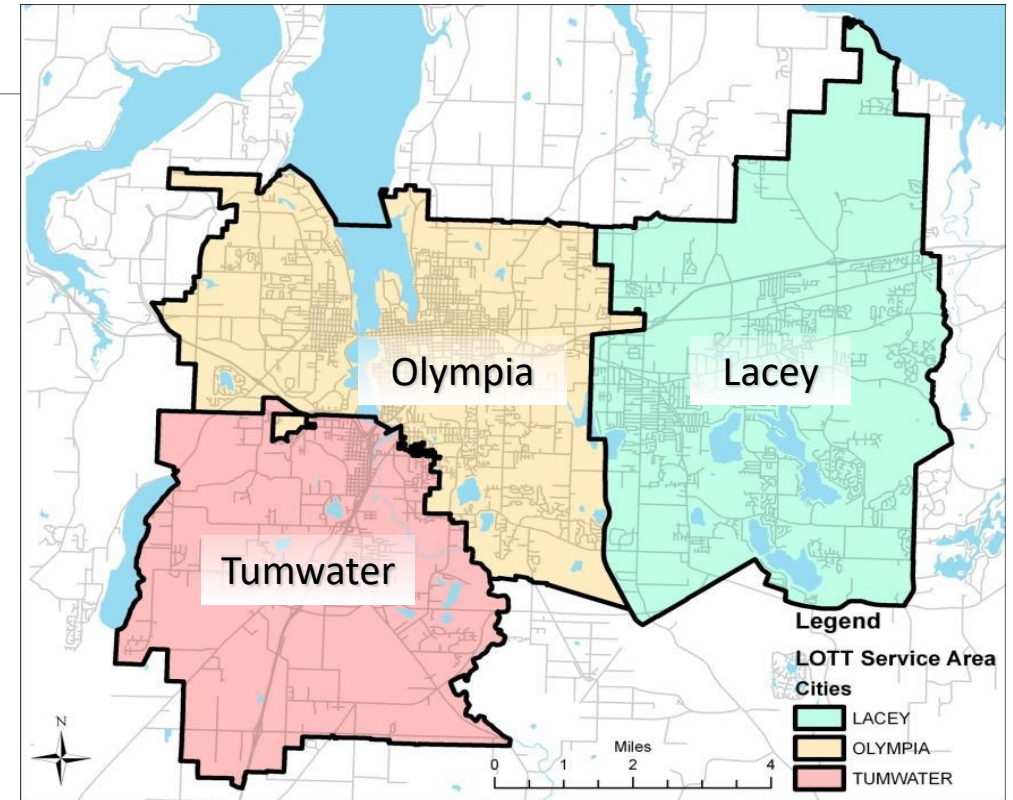 Olympia
Lacey
Tumwater
Legend
LOTT Service Area
Cities
LACEY
OLYMPIA
TUMWATER
N
Miles
0 1 2 4